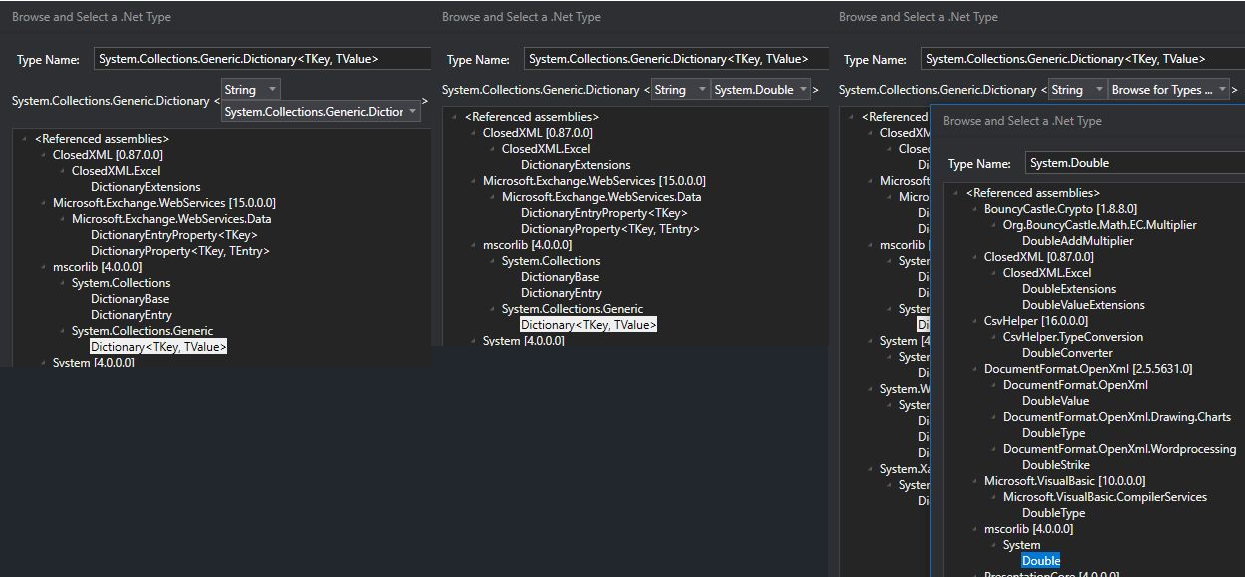 Browse and Select a .Net Type
Type Name: System.Collections.Generic.Dictionary<TKey, TValue>
String
System.Collections.Generic.Dictionary <
System.Collections.Generic.Dictior >
<Referenced assemblies>
ClosedXML [0.87.0.0]
ClosedXML.Excel
DictionaryExtensions
Microsoft.Exchange.WebServices [15.0.0.0]
Microsoft.Exchange.WebServices.Data
DictionaryEntryProperty<TKey>
DictionaryProperty<TKey, TEntry>
mscorlib [4.0.0.0]
System.Collections
DictionaryBase
DictionaryEntry
System.Collections.Generic
Dictionary<TKey, TValue>
System [4.0.0.0]
Browse and Select a .Net Type
Type Name: System.Collections.Generic.Dictionary<TKey, TValue>
System.Collections.Generic.Dictionary < String System.Double >
<Referenced assemblies>
ClosedXML [0.87.0.0]
ClosedXML.Excel
DictionaryExtensions
Microsoft.Exchange.WebServices [15.0.0.0]
Microsoft.Exchange.WebServices.Data
DictionaryEntryProperty<TKey>
DictionaryProperty<TKey, TEntry>
mscorlib [4.0.0.0]
System.Collections
DictionaryBase
DictionaryEntry
System.Collections.Generic
Dictionary<TKey, TValue>
System [4.0.0.0]
Browse and Select a .Net Type
Type Name: System.Collections.Generic.Dictionary<TKey, TValue>
System.Collections.Generic.Dictionary < String Browse for Types ... >
<Referenced
ClosedXM
Closed
Di
Microsoft
Micro
Di
Di
mscorlib
System
Di
Di
System
Di
System [4
System
Di
System.W
System
Di
Di
Di
System.Xa
System
Di
Browse and Select a .Net Type
Type Name: System.Double
<Referenced assemblies>
BouncyCastle.Crypto [1.8.8.0]
Org.BouncyCastle.Math.EC.Multiplier
DoubleAddMultiplier
ClosedXML [0.87.0.0]
ClosedXML.Excel
DoubleExtensions
DoubleValueExtensions
CsvHelper [16.0.0.0]
CsvHelper.TypeConversion
DoubleConverter
DocumentFormat.OpenXml [2.5.5631.0]
DocumentFormat.OpenXml
DoubleValue
DocumentFormat.OpenXml.Drawing.Charts
DoubleType
DocumentFormat.OpenXml.Wordprocessing
DoubleStrike
Microsoft.VisualBasic [10.0.0.0]
Microsoft.VisualBasic.CompilerServices
DoubleType
mscorlib [4.0.0.0]
System
Double
PresentationCore [4.0.0.0]